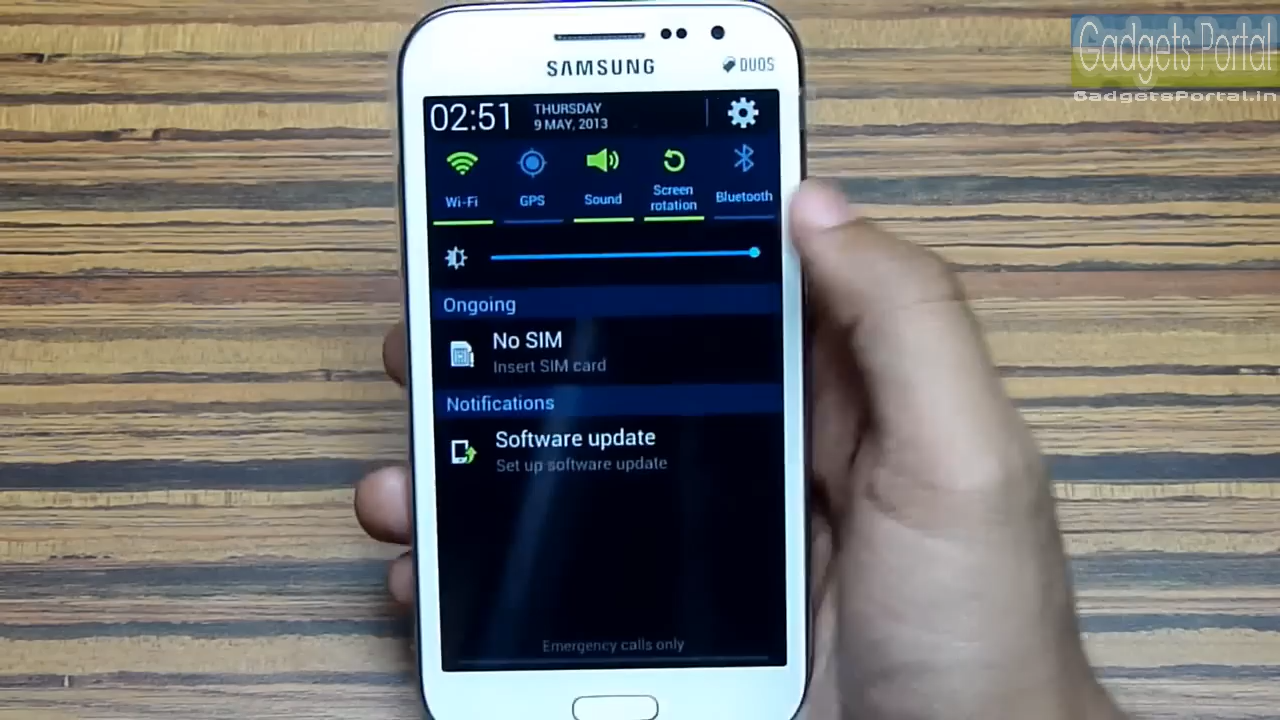 Gadgets Portal
GadgetsPortal.in
SAMSUNG
DUOS
02:51
THURSDAY
9 MAY, 2013
Wi-Fi
GPS
Sound
Screen
rotation
Bluetooth
Ongoing
No SIM
Insert SIM card
Notifications
Software update
Set up software update
Emergency calls only